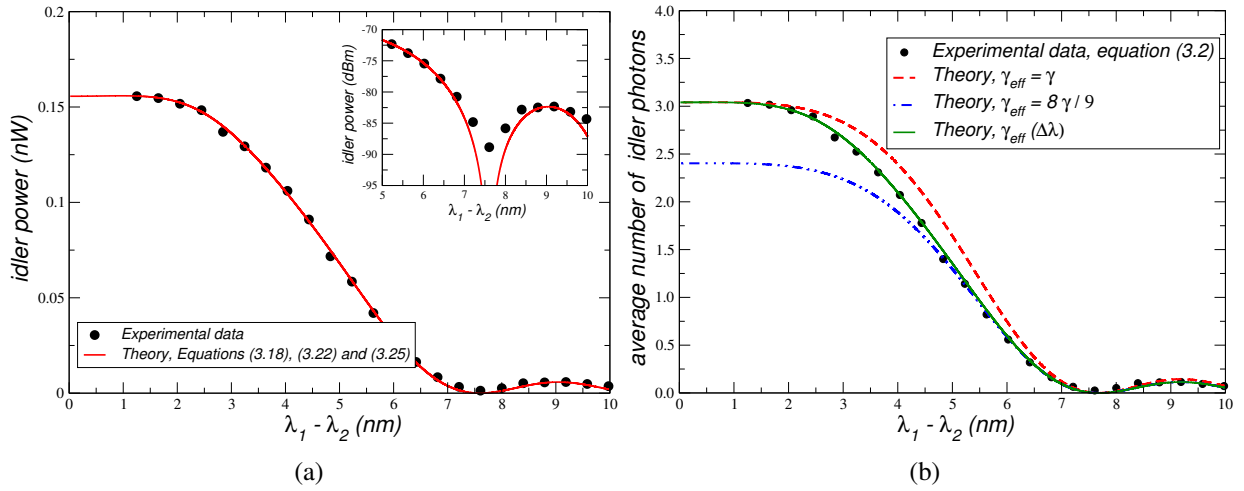 0.2
0.15
0.1
0.05
0
idler power (nW)
0 1 2 3 4 5 6 7 8 9 10
λ1 - λ2 (nm)
Experimental data
Theory, Equations (3.18), (3.22) and (3.25)
-70
-75
-80
-85
-90
-95
idler power (dBm)
5 6 7 8 9 10
λ1 - λ2 (nm)
(a)
4.0
3.5
3.0
2.5
2.0
1.5
1.0
0.5
0.0
average number of idler photons
0 1 2 3 4 5 6 7 8 9 10
λ1 - λ2 (nm)
Experimental data, equation (3.2)
Theory, γeff = γ
Theory, γeff = 8 γ / 9
Theory, γeff (Δλ)
(b)